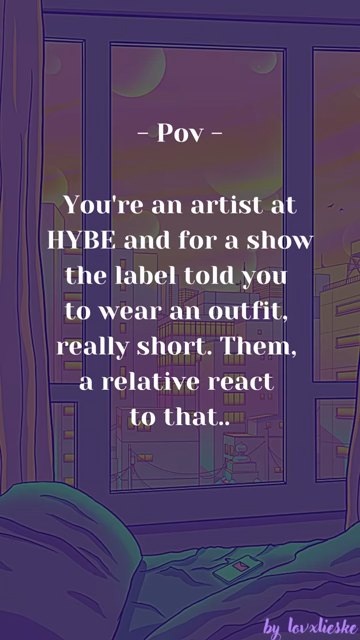 - Pov -
You're an artist at
HYBE and for a show
the label told you
to wear an outfit,
really short. Them,
a relative react
to that..
by lovxlieske